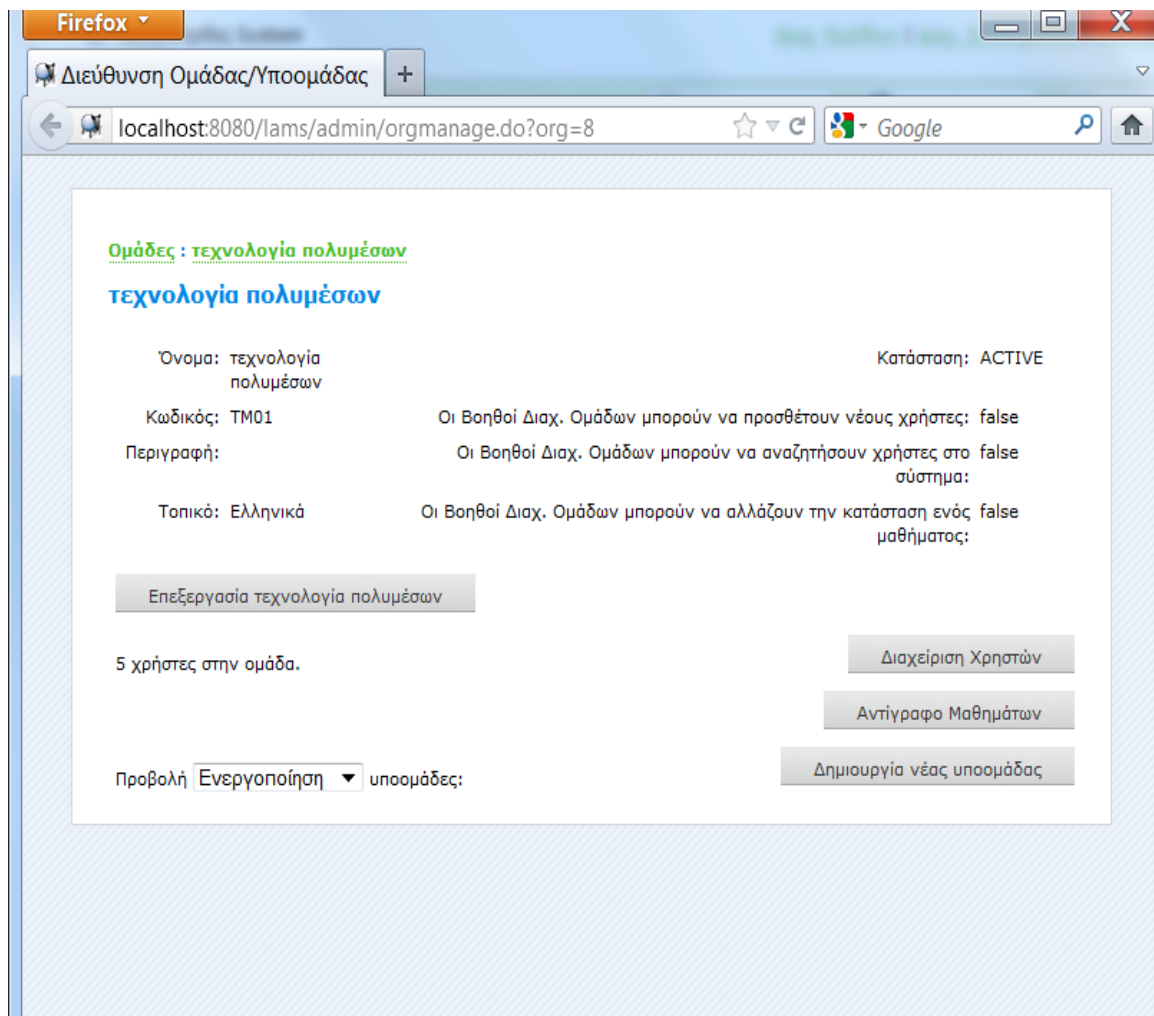 Firefox
Διεύθυνση Ομάδας/Υποομάδας
+
localhost:8080/lams/admin/orgmanage.do?org=8
Google
Ομάδες : τεχνολογία πολυμέσων
τεχνολογία πολυμέσων
Όνομα: τεχνολογία
πολυμέσων
Κατάσταση: ACTIVE
Κωδικός: TM01
Οι Βοηθοί Διαχ. Ομάδων μπορούν να προσθέτουν νέους χρήστες: false
Περιγραφή:
Οι Βοηθοί Διαχ. Ομάδων μπορούν να αναζητήσουν χρήστες στο false
σύστημα:
Τοπικό: Ελληνικά
Οι Βοηθοί Διαχ. Ομάδων μπορούν να αλλάζουν την κατάσταση ενός false
μαθήματος:
Επεξεργασία τεχνολογία πολυμέσων
5 χρήστες στην ομάδα.
Διαχείριση Χρηστών
Αντίγραφο Μαθημάτων
Δημιουργία νέας υποομάδας
Προβολή Ενεργοποίηση υποομάδες: